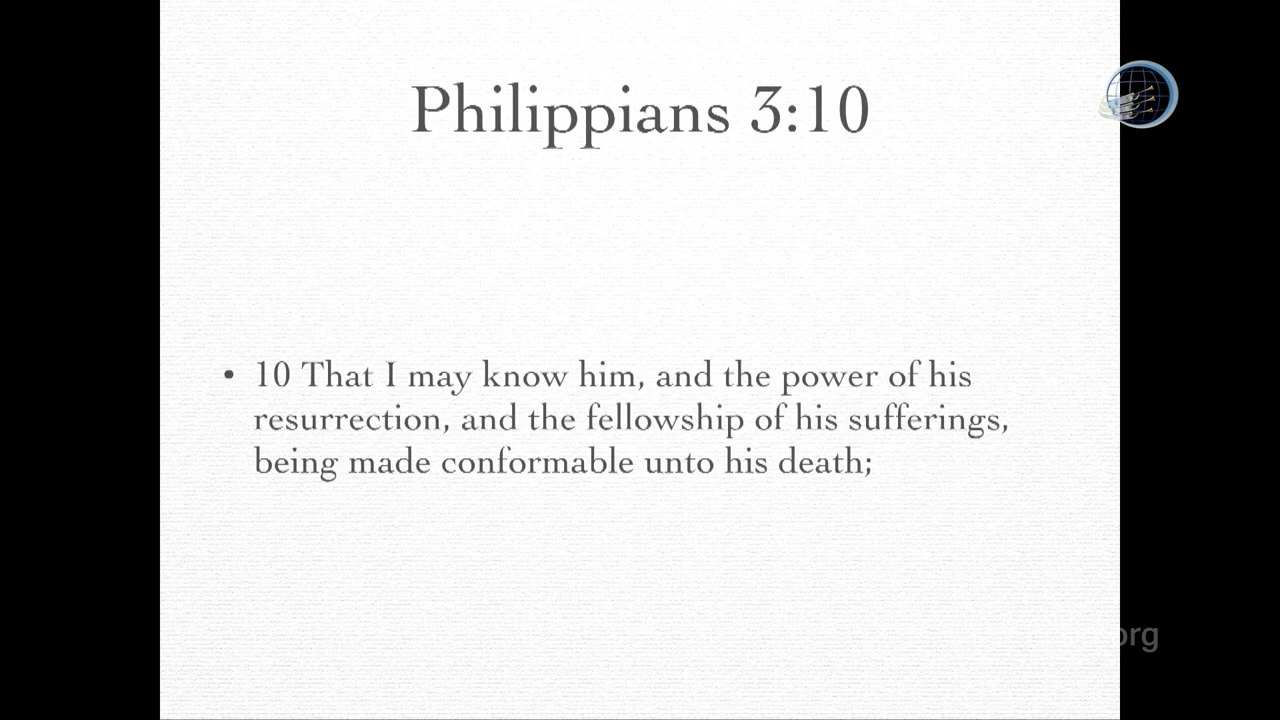 Philippians 3:10
• 10 That I may know him, and the power of his
resurrection, and the fellowship of his sufferings,
being made conformable unto his death;
org